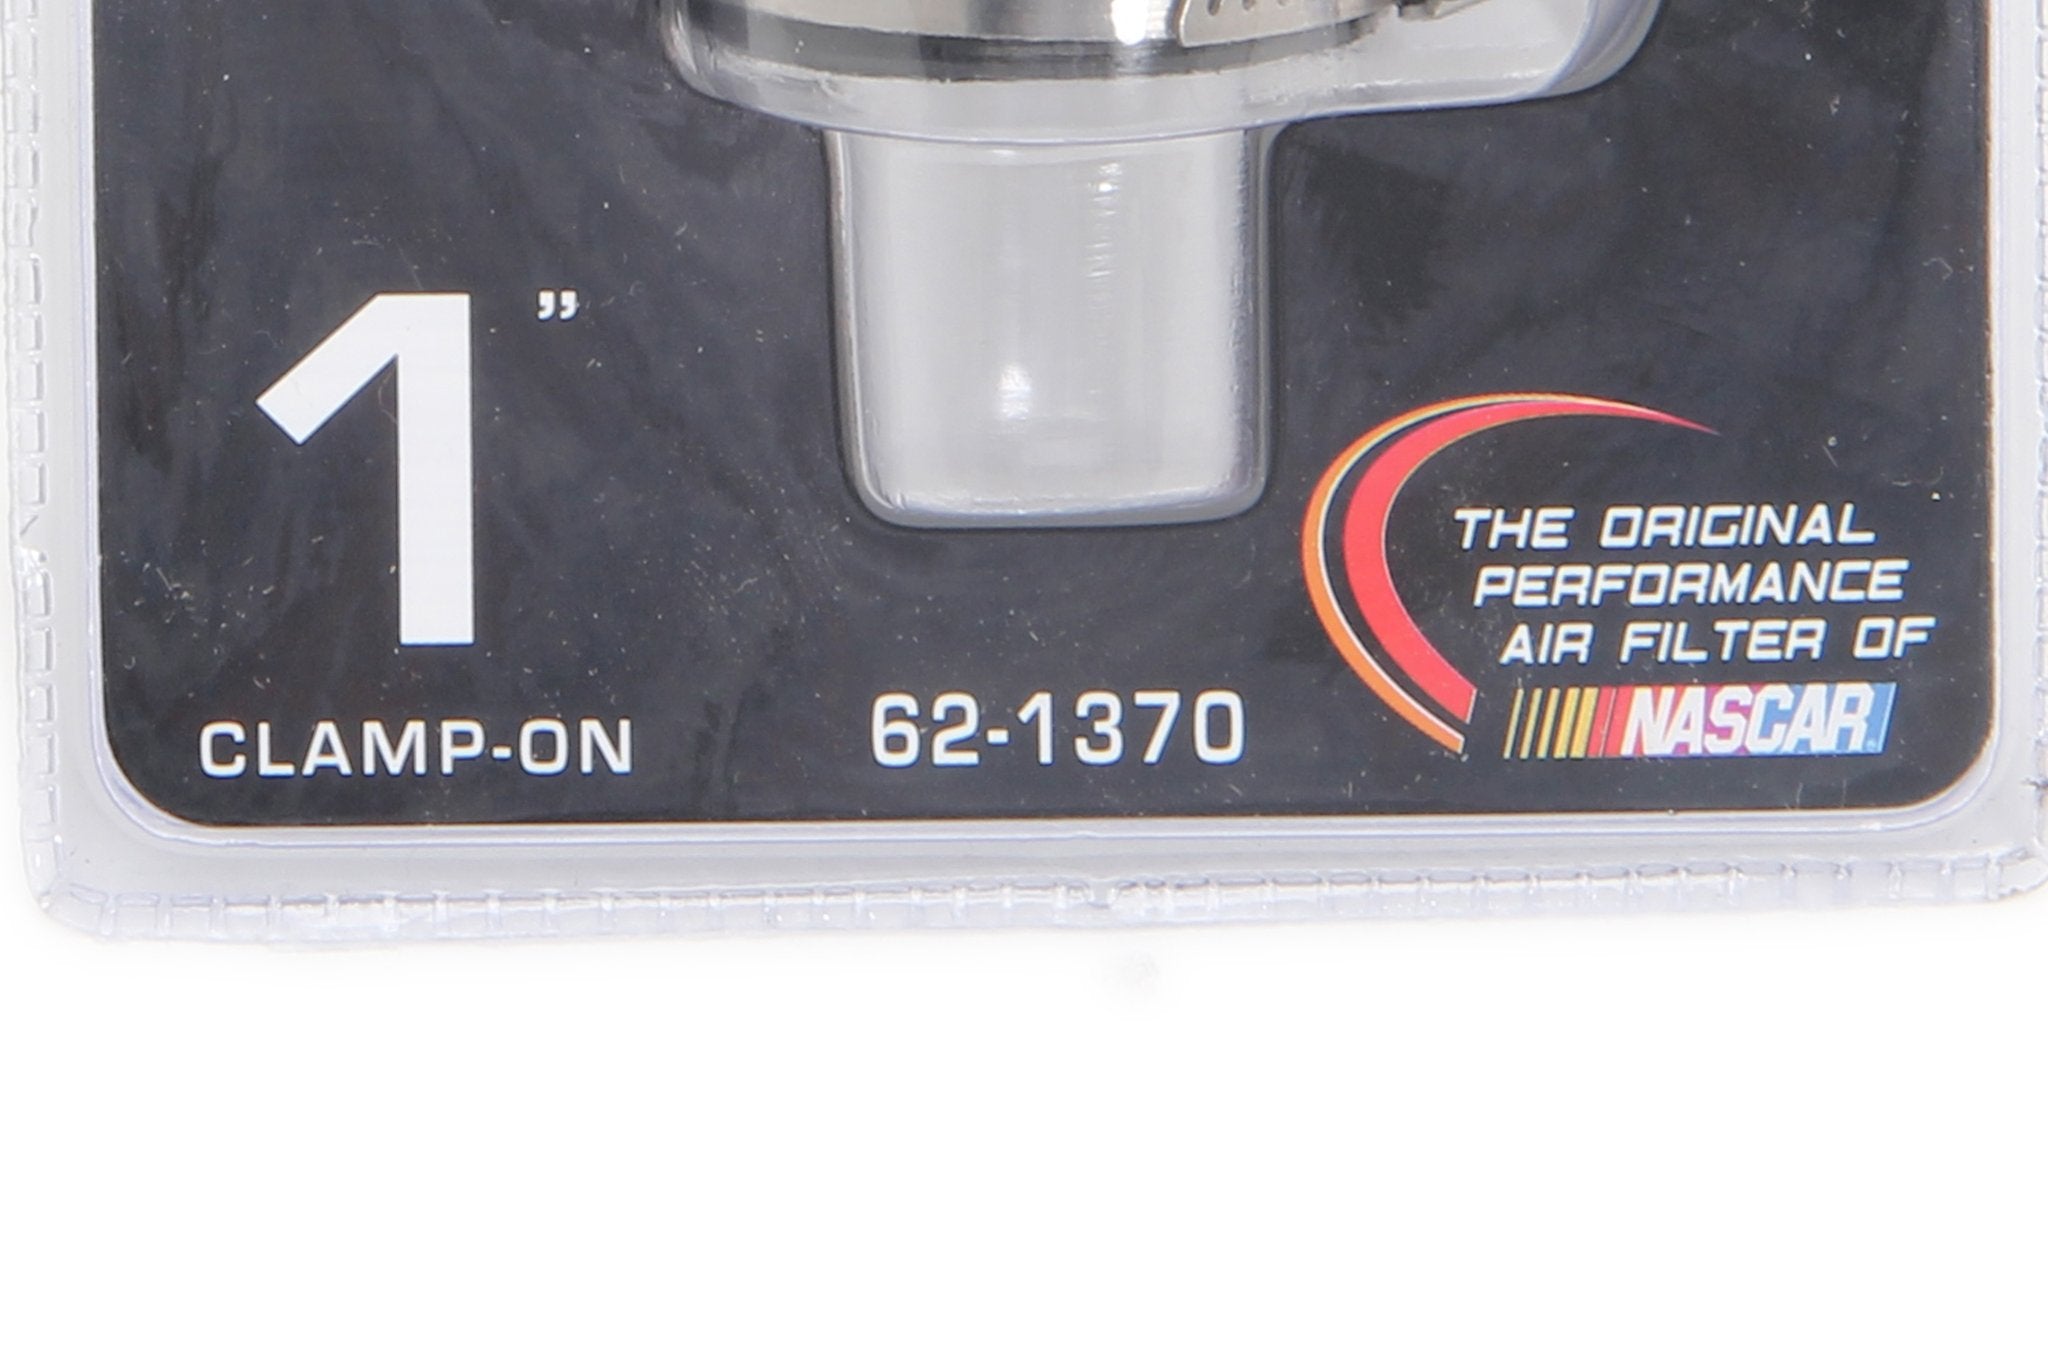 1”
CLAMP-ON
62-1370
THE ORIGINAL
PERFORMANCE
AIR FILTER OF
NASCAR